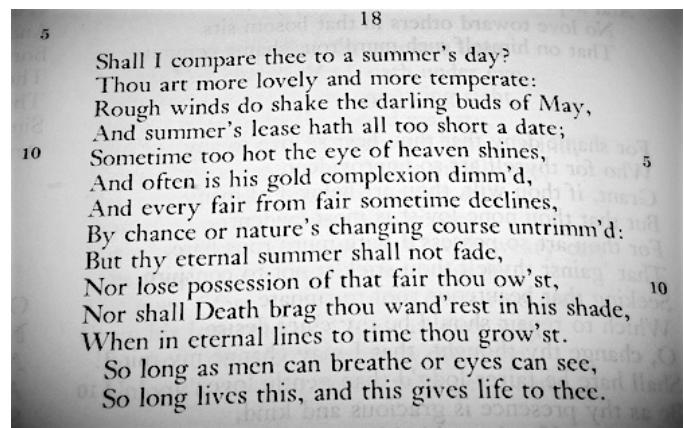 18
5
Shall I compare thee to a summer's day?
Thou art more lovely and more temperate:
Rough winds do shake the darling buds of May,
And summer's lease hath all too short a date;
10 Sometime too hot the eye of heaven shines, 5
And often is his gold complexion dimm'd,
And every fair from fair sometime declines,
By chance or nature's changing course untrimm'd:
But thy eternal summer shall not fade,
Nor lose possession of that fair thou ow'st, 10
Nor shall Death brag thou wand'rest in his shade,
When in eternal lines to time thou grow'st.
So long as men can breathe or eyes can see,
So long lives this, and this gives life to thee.